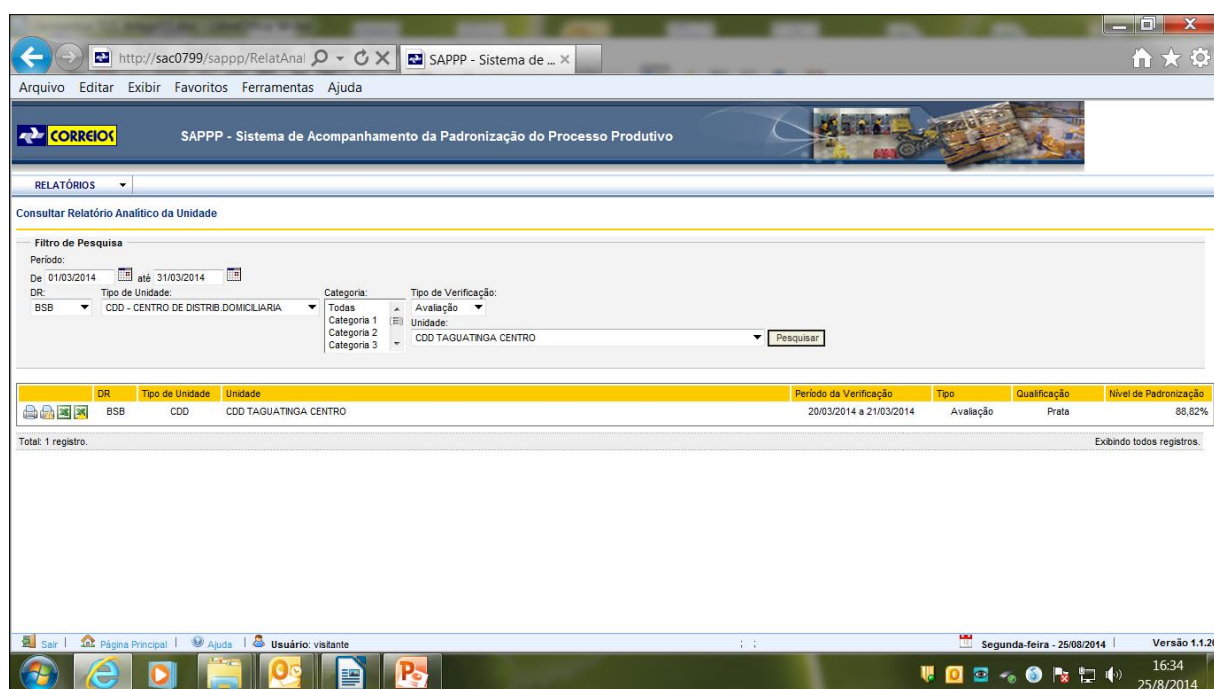 http://sac0799/sappp/RelatAnal
SAPPP - Sistema de ...
Arquivo Editar Exibir Favoritos Ferramentas Ajuda
CORREIOS
SAPPP - Sistema de Acompanhamento da Padronização do Processo Produtivo
RELATÓRIOS
Consultar Relatório Analítico da Unidade
Filtro de Pesquisa
Período:
De 01/03/2014 até 31/03/2014
DR: Tipo de Unidade: Categoria: Tipo de Verificação:
BSB CDD - CENTRO DE DISTRIB.DOMICILIARIA Todas Avaliação
Categoria 1 Unidade:
Categoria 2 CDD TAGUATINGA CENTRO Pesquisar
Categoria 3
DR Tipo de Unidade Unidade Período da Verificação Tipo Qualificação Nível de Padronização
BSB CDD CDD TAGUATINGA CENTRO 20/03/2014 a 21/03/2014 Avaliação Prata 88,82%
Total: 1 registro. Exibindo todos registros.
Sair | Página Principal | Ajuda | Usuário: visitante : : Segunda-feira - 25/08/2014 | Versão 1.1.20
16:34
25/8/2014